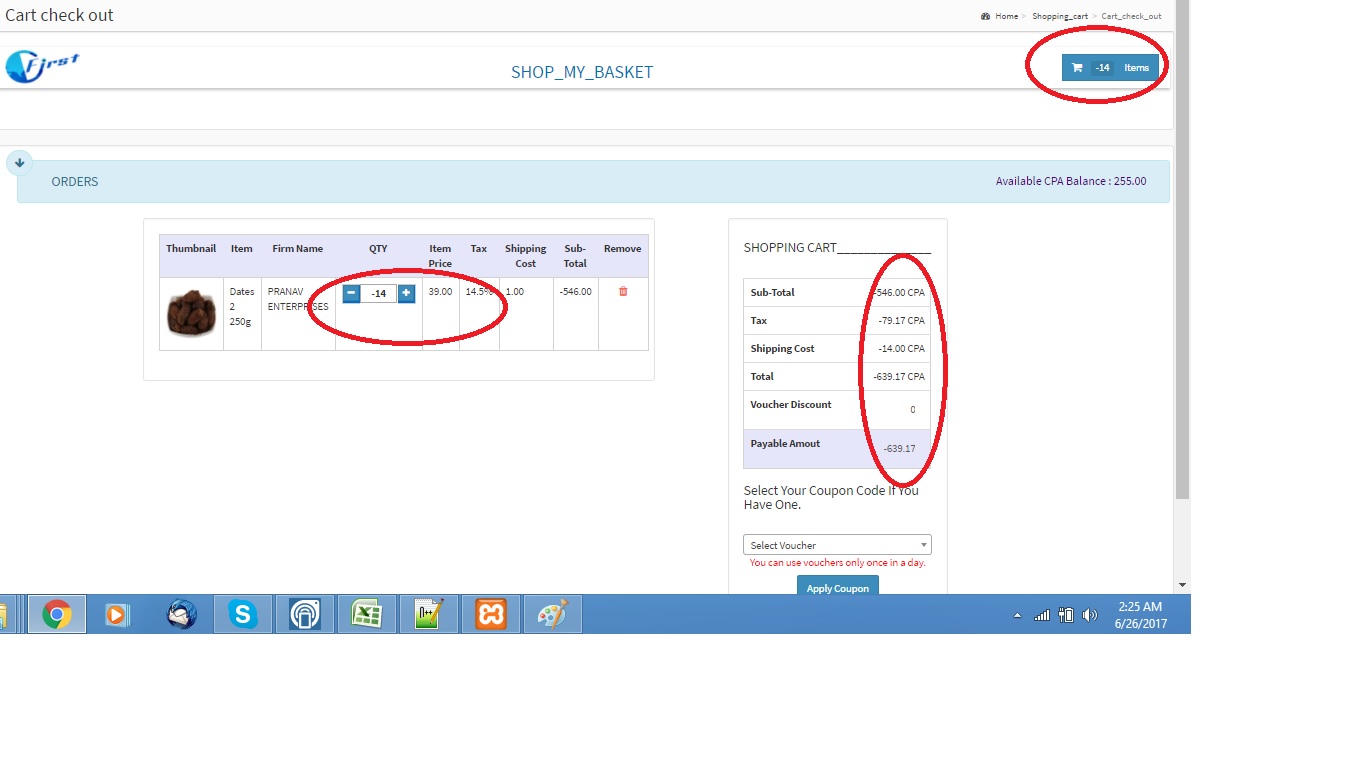 Cart check out
Home > Shopping_cart > Cart_check_out
First
SHOP_MY_BASKET
-14 Items
ORDERS
Available CPA Balance : 255.00
Thumbnail Item Firm Name QTY Item Price Tax Shipping Cost Sub-Total Remove
Dates 2 250g PRANAV ENTERPRISES - -14 + 39.00 14.5% 1.00 -546.00
SHOPPING CART_______________
Sub-Total -546.00 CPA
Tax -79.17 CPA
Shipping Cost -14.00 CPA
Total -639.17 CPA
Voucher Discount 0
Payable Amout -639.17
Select Your Coupon Code If You
Have One.
Select Voucher
You can use vouchers only once in a day.
Apply Coupon
2:25 AM
6/26/2017